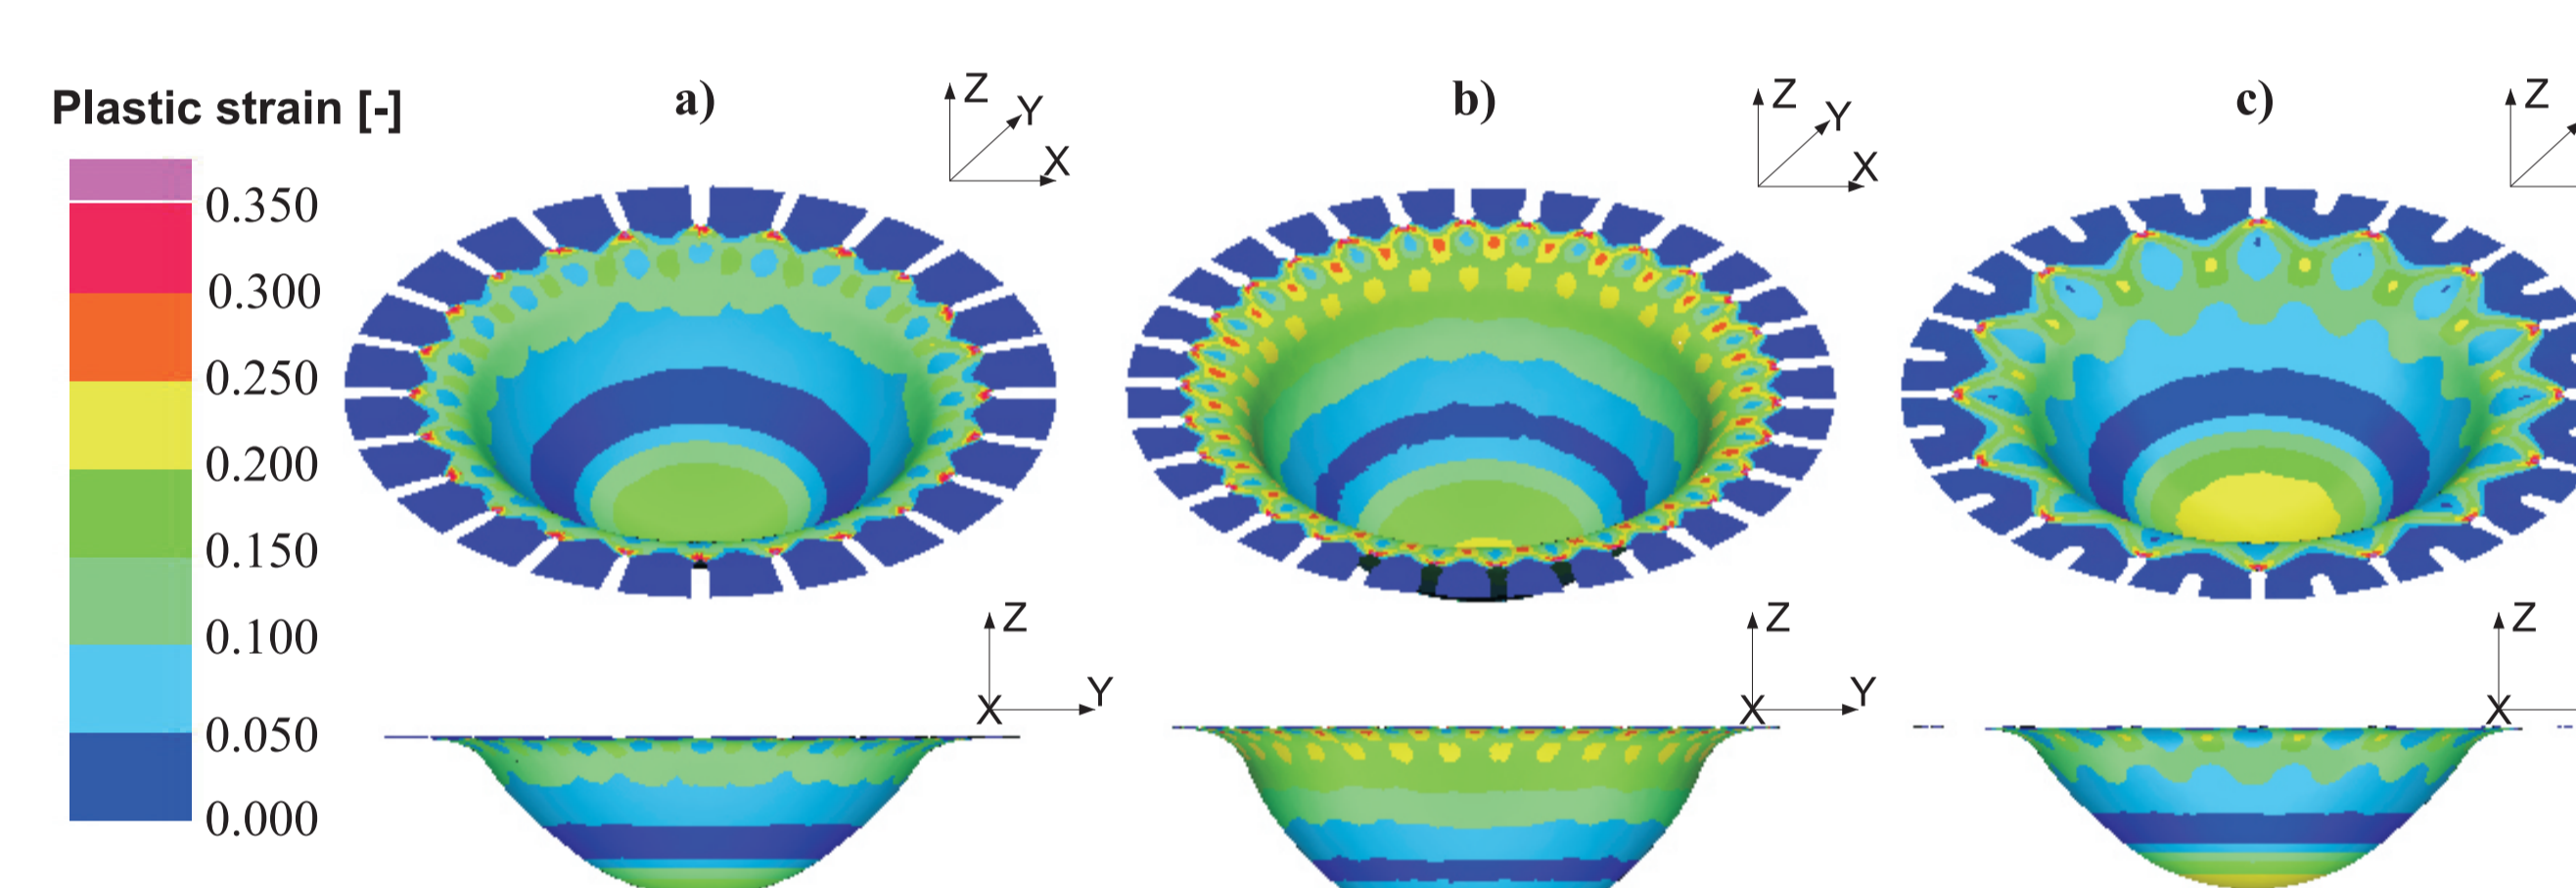 Plastic strain [-]
0.350
0.300
0.250
0.200
0.150
0.100
0.050
0.000
a)
Z
Y
X
b)
Z
Y
X
c)
Z
Z
X
Y
Z
X
Y
Z
X